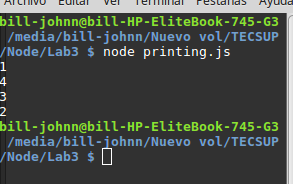 Archivo Editar Ver Terminal Pestañas Ayuda
bill-johnn@bill-HP-EliteBook-745-G3
/media/bill-johnn/Nuevo vol/TECSUP
/Node/Lab3 $ node printing.js
1
4
3
2
bill-johnn@bill-HP-EliteBook-745-G3
/media/bill-johnn/Nuevo vol/TECSUP
/Node/Lab3 $